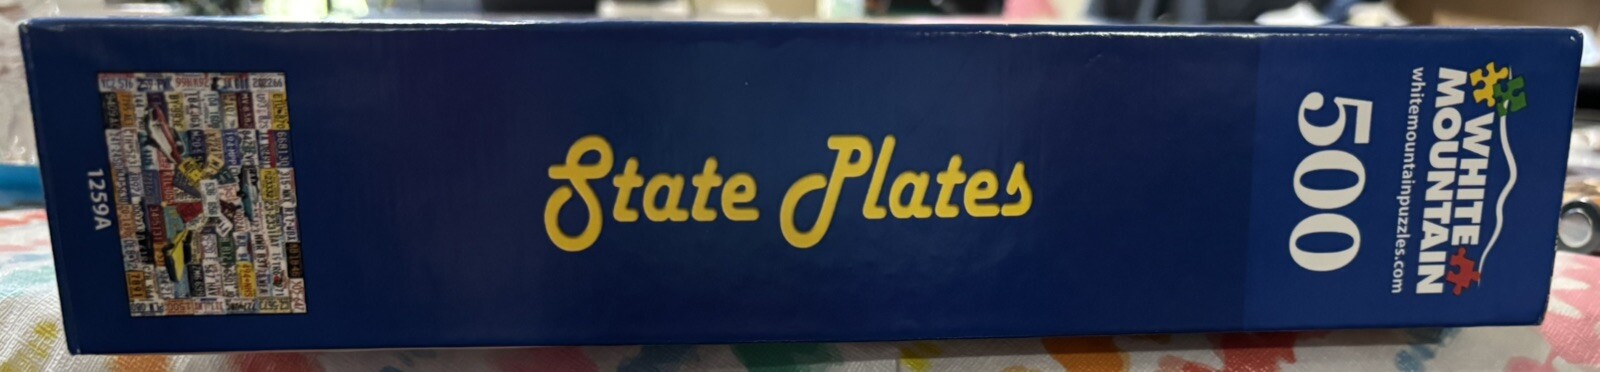 1259A
State Plates
500
WHITE
MOUNTAIN
whitemountainpuzzles.com